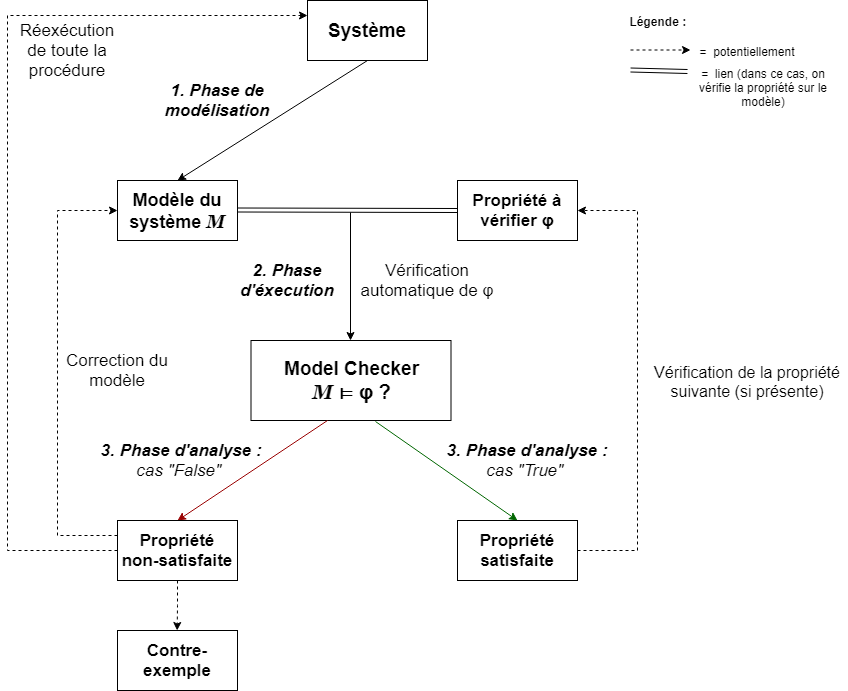 Réexécution
de toute la
procédure
Système
Légende :
= potentiellement
= lien (dans ce cas, on
vérifie la propriété sur le
modèle)
1. Phase de
modélisation
Modèle du
système M
Propriété à
vérifier φ
2. Phase
d'éxecution
Vérification
automatique de φ
Correction du
modèle
Model Checker
M ⊨ φ ?
Vérification de la propriété
suivante (si présente)
3. Phase d'analyse :
cas "False"
3. Phase d'analyse :
cas "True"
Propriété
non-satisfaite
Propriété
satisfaite
Contre-
exemple